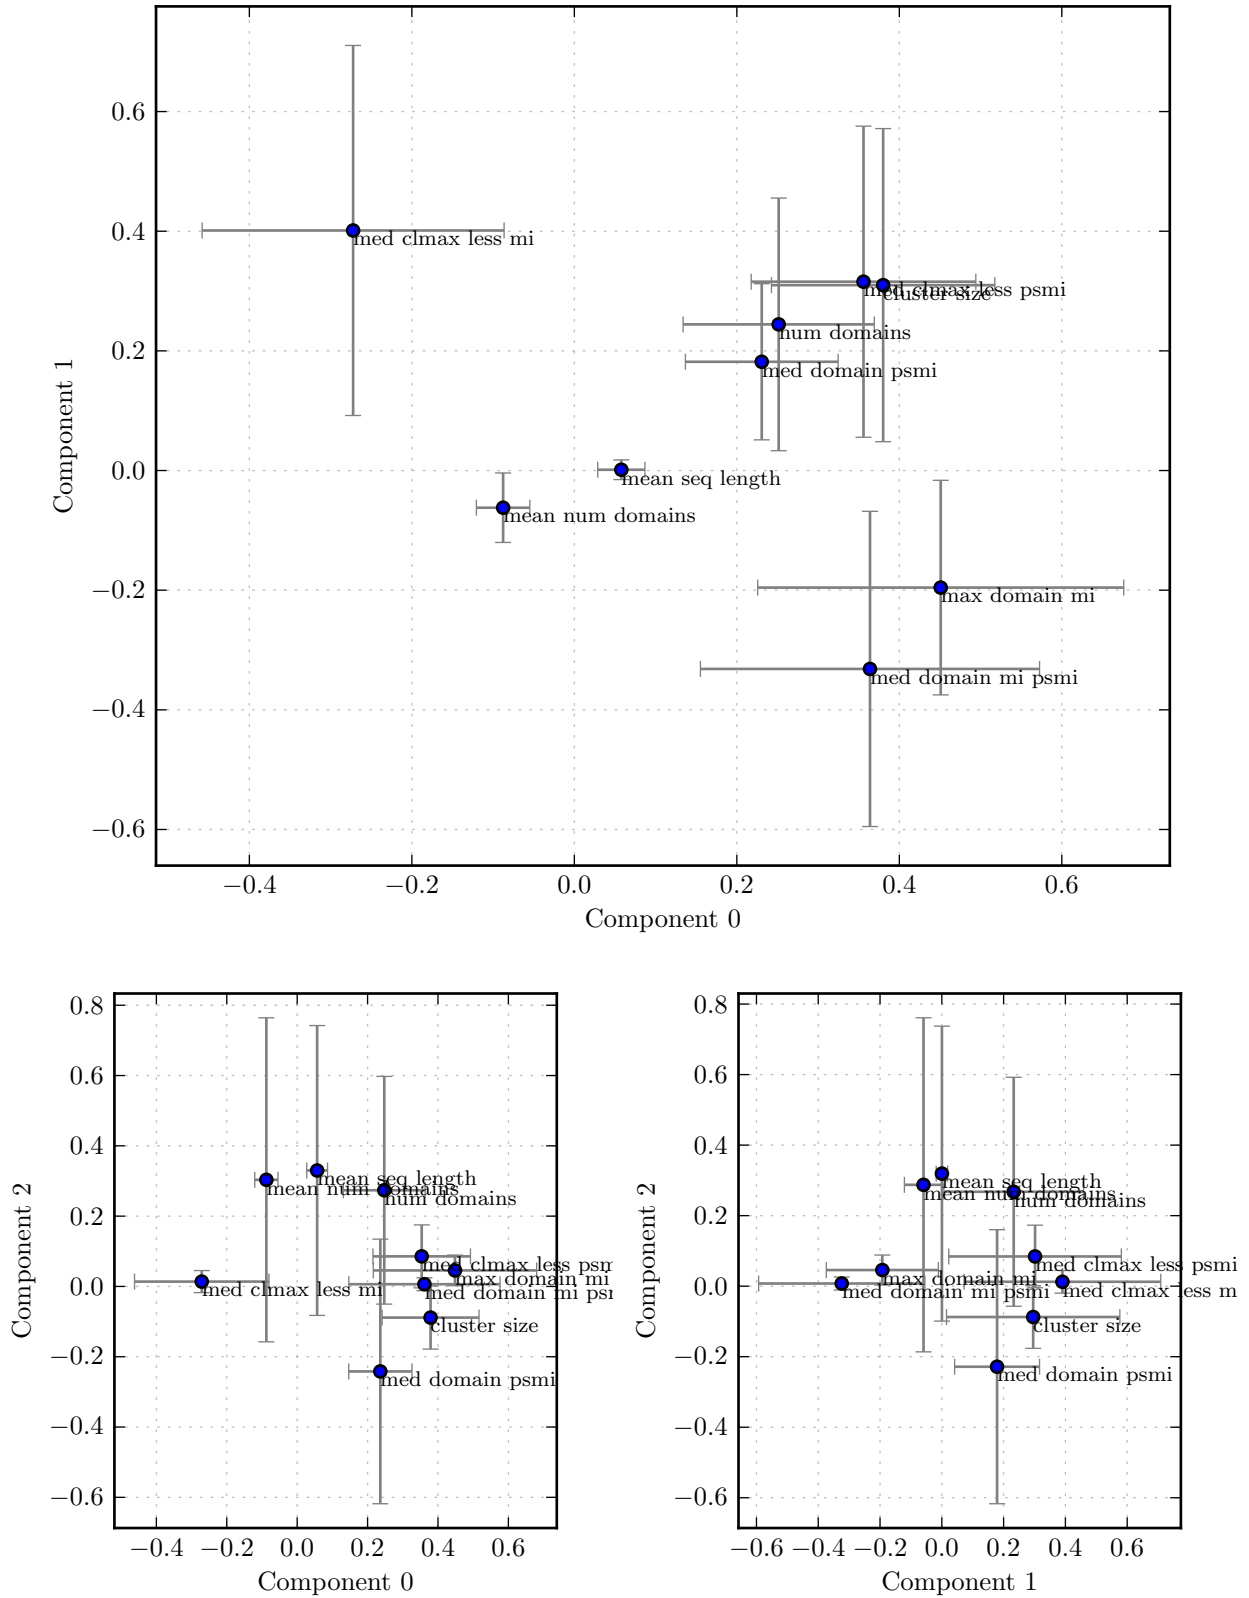 0.6
0.4
0.2
0.0
−0.2
−0.4
−0.6
Component 1
med clmax less mi
med clmax less psmi
cluster size
num domains
med domain psmi
mean seq length
mean num domains
max domain mi
med domain mi psmi
−0.4 −0.2 0.0 0.2 0.4 0.6
Component 0
0.8
0.6
0.4
0.2
0.0
−0.2
−0.4
−0.6
Component 2
mean seq length
mean num domains
num domains
med clmax less psm
max domain mi
med domain mi psm
med clmax less mi
cluster size
med domain psmi
−0.4 −0.2 0.0 0.2 0.4 0.6
Component 0
0.8
0.6
0.4
0.2
0.0
−0.2
−0.4
−0.6
Component 2
mean seq length
mean num domains
num domains
med clmax less psmi
max domain mi
med domain mi psmi
med clmax less m
cluster size
med domain psmi
−0.6 −0.4 −0.2 0.0 0.2 0.4 0.6
Component 1